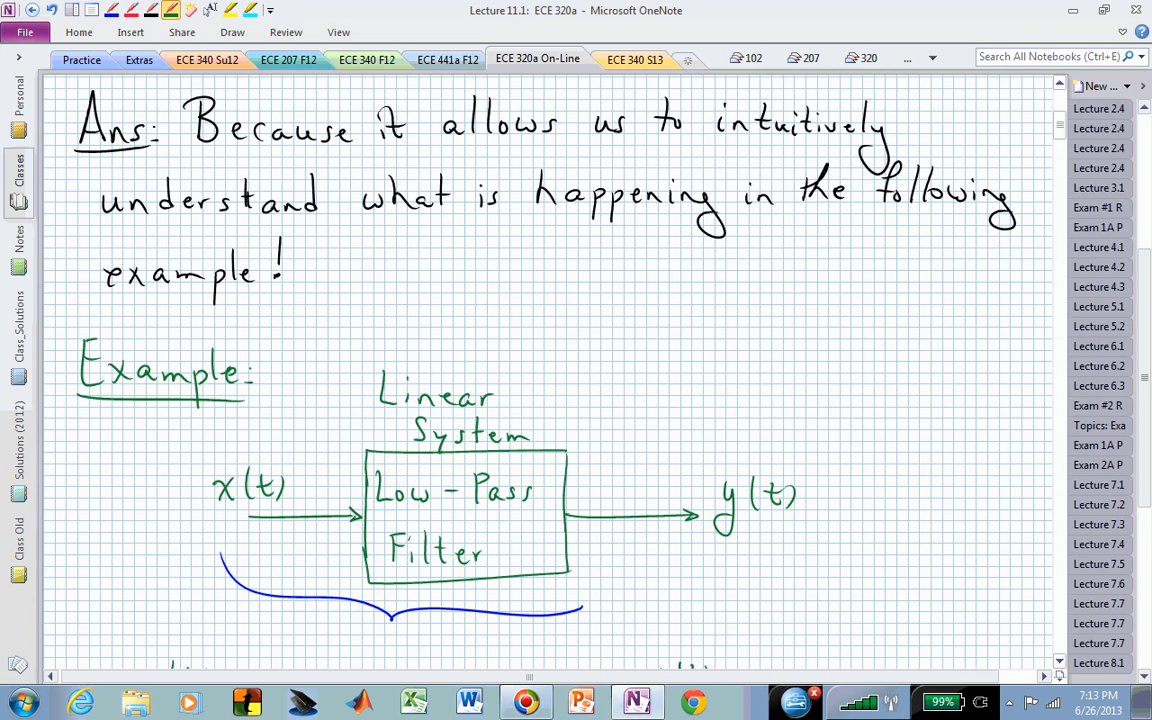 Lecture 11.1: ECE 320a - Microsoft OneNote
File Home Insert Share Draw Review View
Practice Extras ECE 340 Su12 ECE 207 F12 ECE 340 F12 ECE 441a F12 ECE 320a On-Line ECE 340 S13 102 207 320 ... Search All Notebooks (Ctrl+E)
Personal
Classes
Notes
Class_Solutions
Solutions (2012)
Class Old
Ans: Because it allows us to intuitively
understand what is happening in the following
example!
Example:
Linear
System
x(t) Low-Pass y(t)
Filter
New ...
Lecture 2.4
Lecture 2.4
Lecture 2.4
Lecture 2.4
Lecture 3.1
Exam #1 R
Exam 1A P
Lecture 4.1
Lecture 4.2
Lecture 4.3
Lecture 5.1
Lecture 5.2
Lecture 6.1
Lecture 6.2
Lecture 6.3
Exam #2 R
Topics: Exa
Exam 1A P
Exam 2A P
Lecture 7.1
Lecture 7.2
Lecture 7.3
Lecture 7.4
Lecture 7.5
Lecture 7.6
Lecture 7.7
Lecture 7.7
Lecture 7.7
Lecture 8.1
99%
7:13 PM
6/26/2013